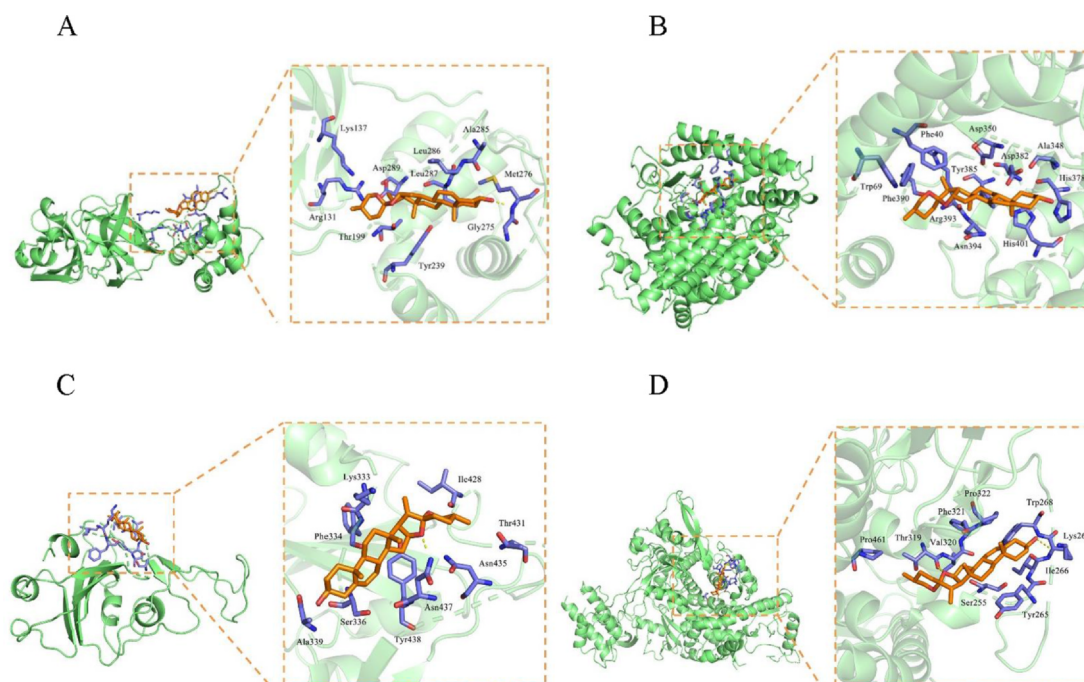 A
B
Lys137
Ala285
Leu286
Asp289
Leu287
Met276
Arg131
Thr199
Gly275
Tyr239
Phe40
Asp350
Asp382
Ala348
Tyr385
His378
Trp69
Phe390
Arg393
Asn394
His401
C
D
Lys333
Ile428
Phe334
Thr431
Asn435
Asn437
Ser336
Tyr438
Ala339
Pro322
Trp268
Phe321
Pro461
Thr319
Val320
Lys26
Ile266
Ser255
Tyr265